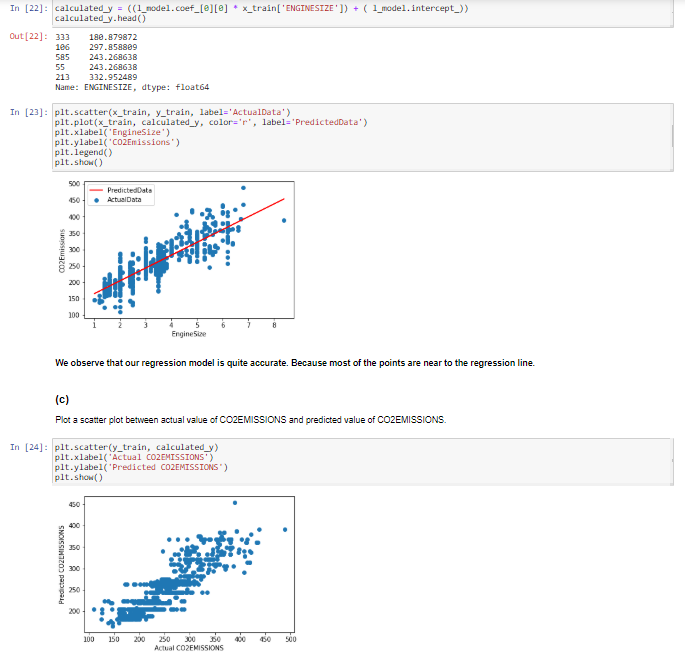 In [22]: calculated_y = ((l_model.coef_[0][0] * x_train['ENGINESIZE']) + ( l_model.intercept_))
calculated_y.head()
Out[22]: 333 180.879872
106 297.858809
585 243.268638
55 243.268638
213 332.952489
Name: ENGINESIZE, dtype: float64
In [23]: plt.scatter(x_train, y_train, label='ActualData')
plt.plot(x_train, calculated_y, color='r', label='PredictedData')
plt.xlabel('EngineSize')
plt.ylabel('CO2Emissions')
plt.legend()
plt.show()
500
450
400
350
300
250
200
150
100
CO2Emissions
PredictedData
ActualData
1 2 3 4 5 6 7 8
EngineSize
We observe that our regression model is quite accurate. Because most of the points are near to the regression line.
(c)
Plot a scatter plot between actual value of CO2EMISSIONS and predicted value of CO2EMISSIONS.
In [24]: plt.scatter(y_train, calculated_y)
plt.xlabel('Actual CO2EMISSIONS')
plt.ylabel('Predicted CO2EMISSIONS')
plt.show()
450
400
350
300
250
200
Predicted CO2EMISSIONS
100 150 200 250 300 350 400 450 500
Actual CO2EMISSIONS